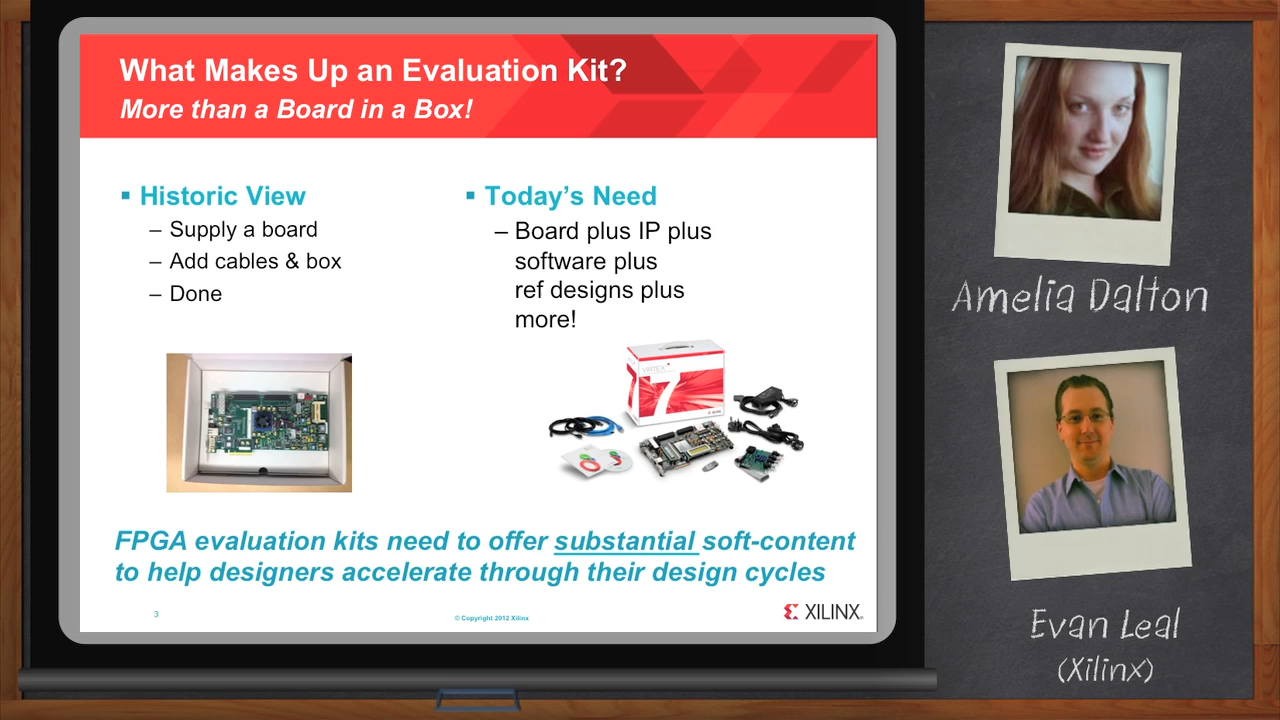 What Makes Up an Evaluation Kit?
More than a Board in a Box!
▪ Historic View
– Supply a board
– Add cables & box
– Done
▪ Today's Need
– Board plus IP plus
software plus
ref designs plus
more!
VIRTEX
7
FPGA evaluation kits need to offer substantial soft-content
to help designers accelerate through their design cycles
3
© Copyright 2012 Xilinx
XILINX
Amelia Dalton
Evan Leal
(Xilinx)